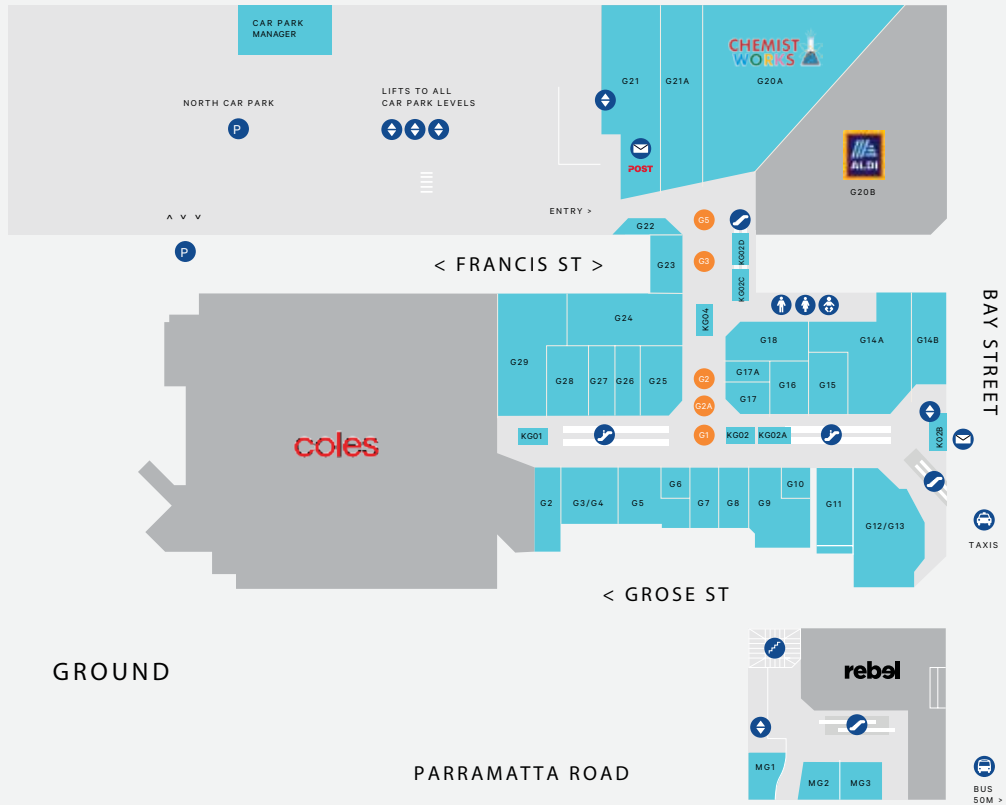 CAR PARK
MANAGER
NORTH CAR PARK
P
LIFTS TO ALL
CAR PARK LEVELS
G21
G21A
CHEMIST
WORKS
G20A
POST
ALDI
G20B
ENTRY >
P
G22
G5
G23
G3
KG02D
KG02C
< FRANCIS ST >
BAY STREET
G24
KG04
G18
G14A
G14B
G29
G28
G27
G26
G25
G2
G17A
G17
G16
G15
G2A
G1
KG01
KG02
KG02A
K02B
coles
G2
G3/G4
G5
G6
G7
G8
G9
G10
G11
G12/G13
TAXIS
< GROSE ST
GROUND
rebel
MG1
MG2
MG3
PARRAMATTA ROAD
BUS
50M >